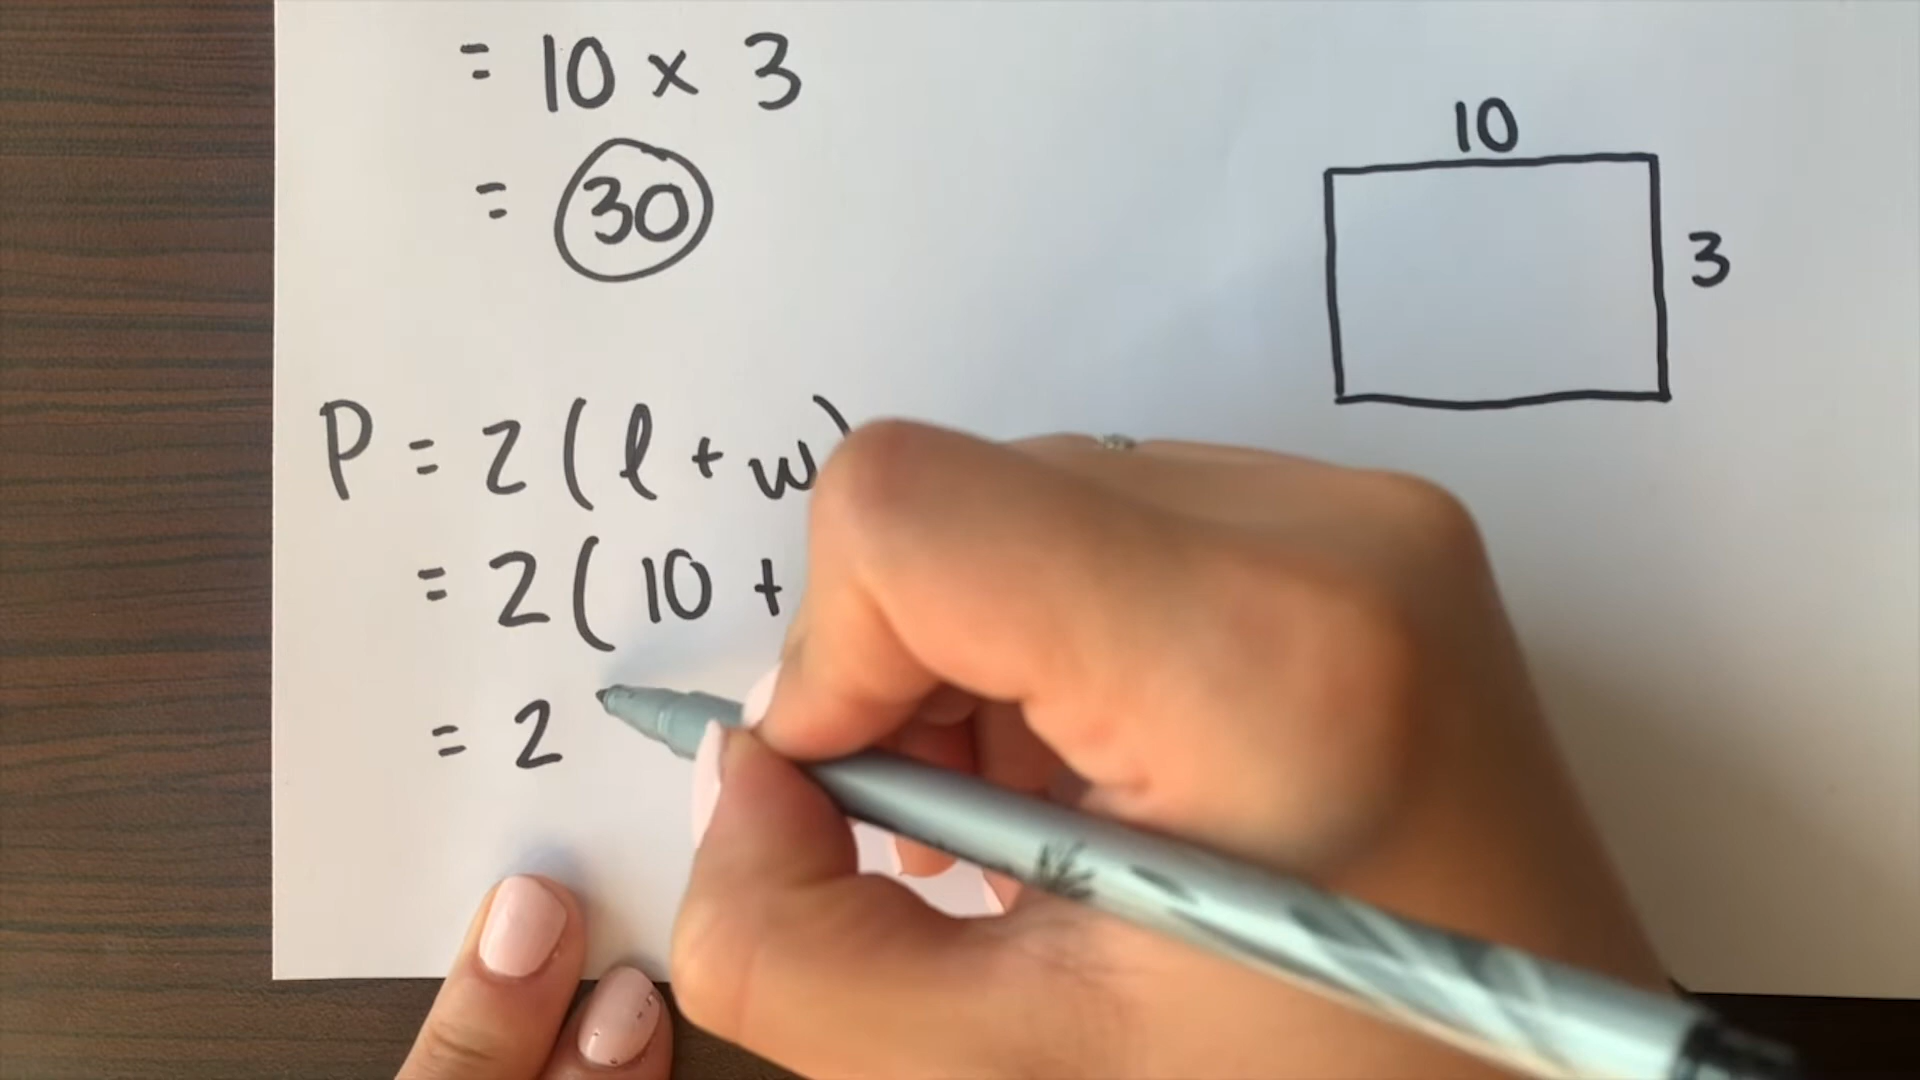 = 10 x 3
= 30
10
3
P = 2(l + w)
= 2(10 +
= 2